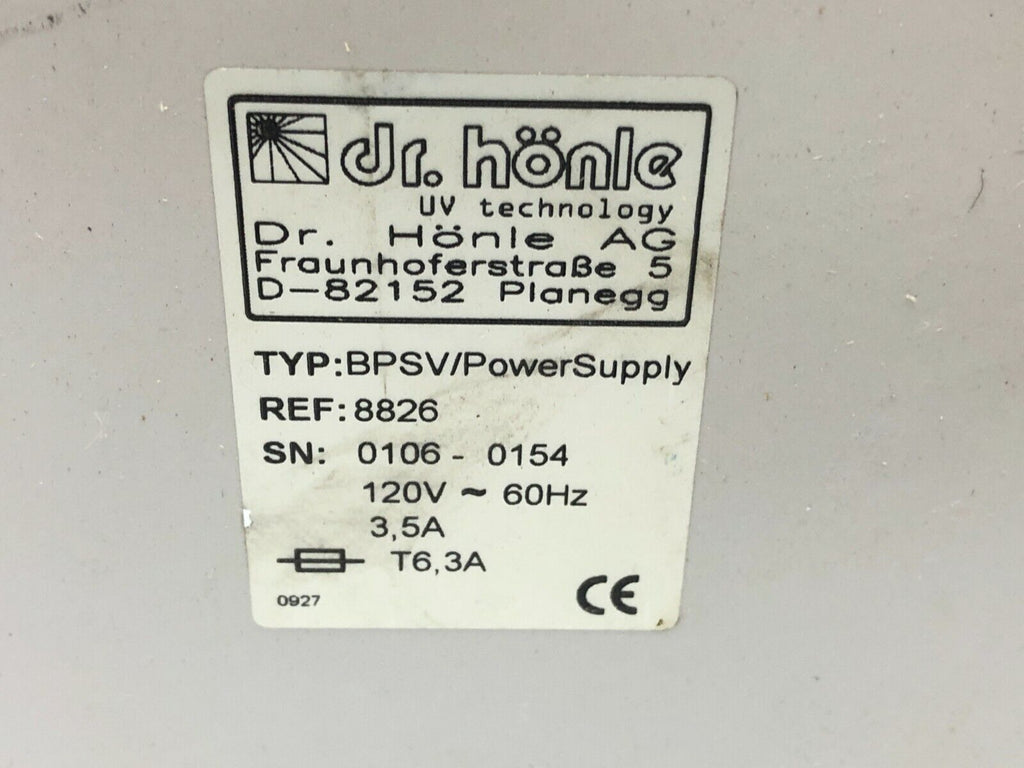 dr. hönle
UV technology
Dr. Hönle AG
Fraunhoferstraße 5
D-82152 Planegg
TYP:BPSV/PowerSupply
REF: 8826
SN: 0106 - 0154
120V ~ 60Hz
3,5A
T6,3A
0927
CE